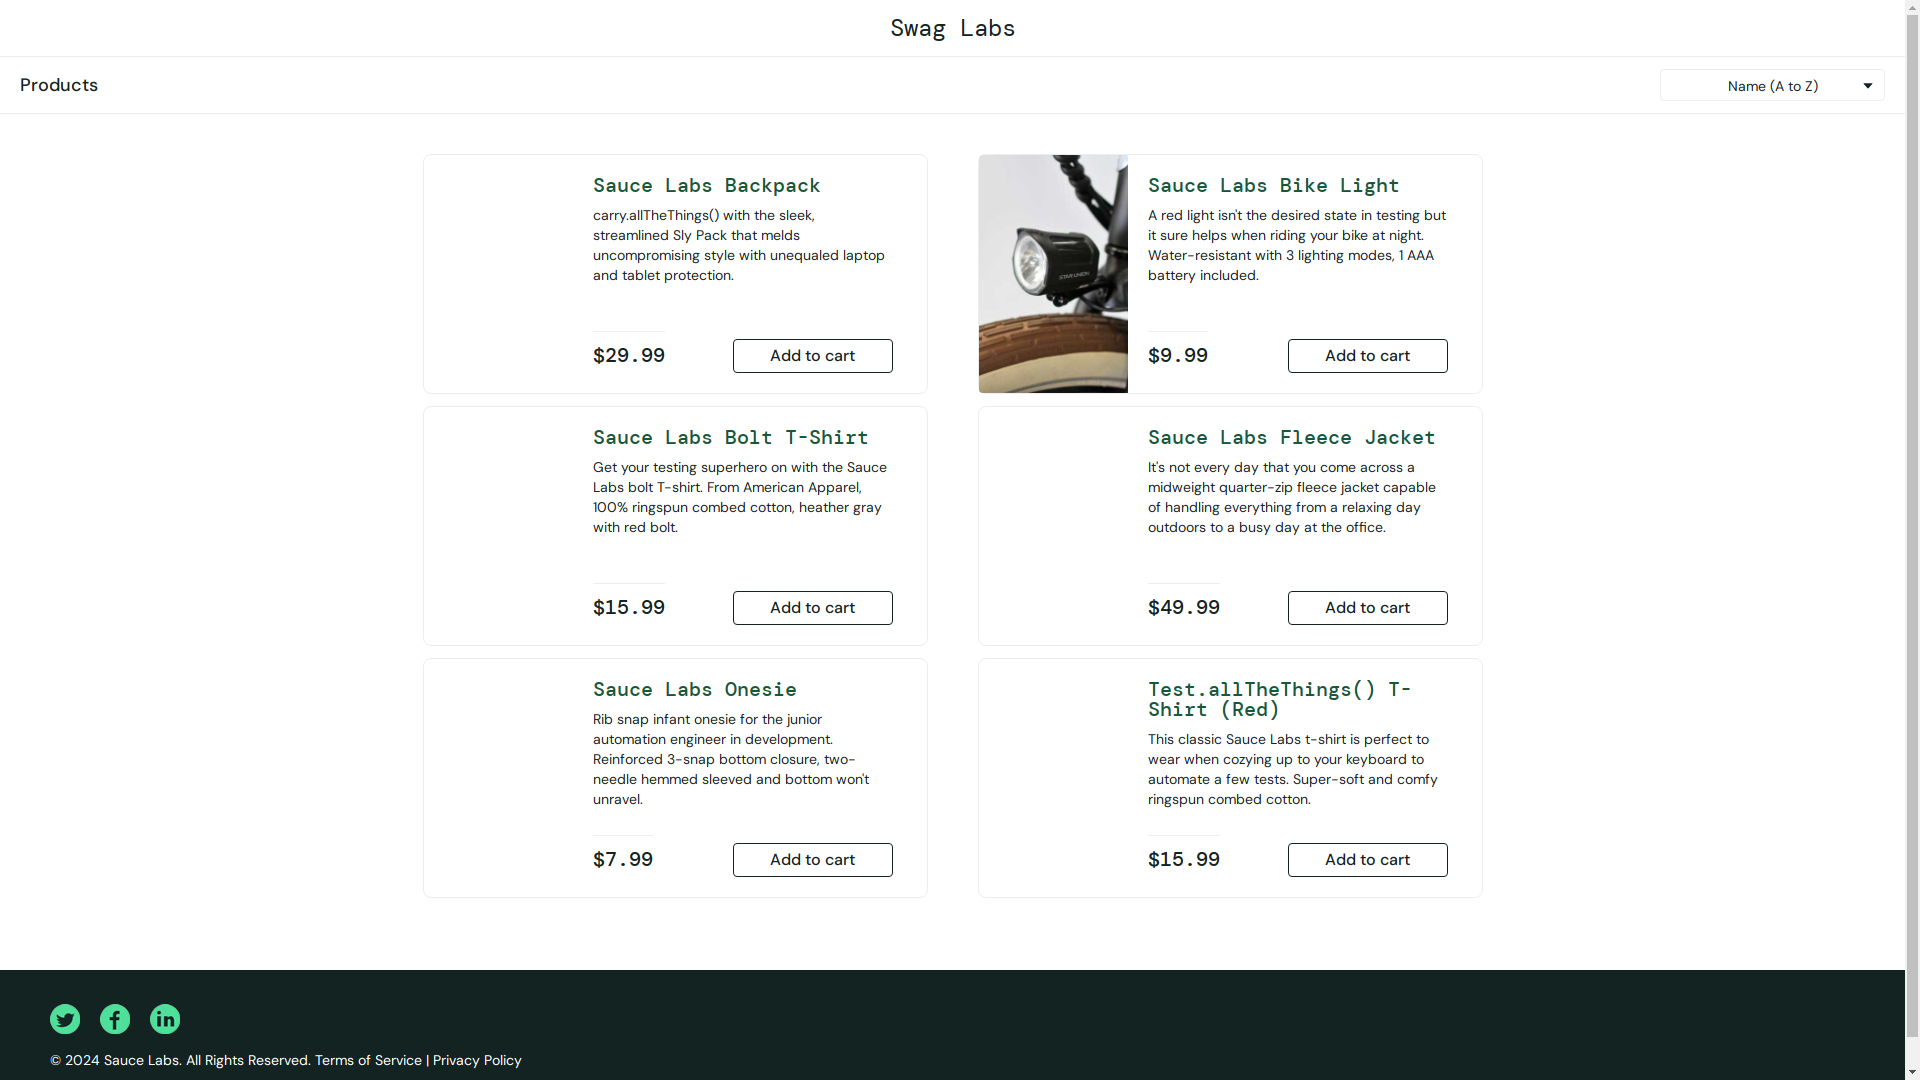 Swag Labs
Products
Name (A to Z)
Sauce Labs Backpack
carry.allTheThings() with the sleek,
streamlined Sly Pack that melds
uncompromising style with unequaled laptop
and tablet protection.
$29.99
Add to cart
Sauce Labs Bike Light
A red light isn't the desired state in testing but
it sure helps when riding your bike at night.
Water-resistant with 3 lighting modes, 1 AAA
battery included.
$9.99
Add to cart
Sauce Labs Bolt T-Shirt
Get your testing superhero on with the Sauce
Labs bolt T-shirt. From American Apparel,
100% ringspun combed cotton, heather gray
with red bolt.
$15.99
Add to cart
Sauce Labs Fleece Jacket
It's not every day that you come across a
midweight quarter-zip fleece jacket capable
of handling everything from a relaxing day
outdoors to a busy day at the office.
$49.99
Add to cart
Sauce Labs Onesie
Rib snap infant onesie for the junior
automation engineer in development.
Reinforced 3-snap bottom closure, two-
needle hemmed sleeved and bottom won't
unravel.
$7.99
Add to cart
Test.allTheThings() T-
Shirt (Red)
This classic Sauce Labs t-shirt is perfect to
wear when cozying up to your keyboard to
automate a few tests. Super-soft and comfy
ringspun combed cotton.
$15.99
Add to cart
© 2024 Sauce Labs. All Rights Reserved. Terms of Service | Privacy Policy